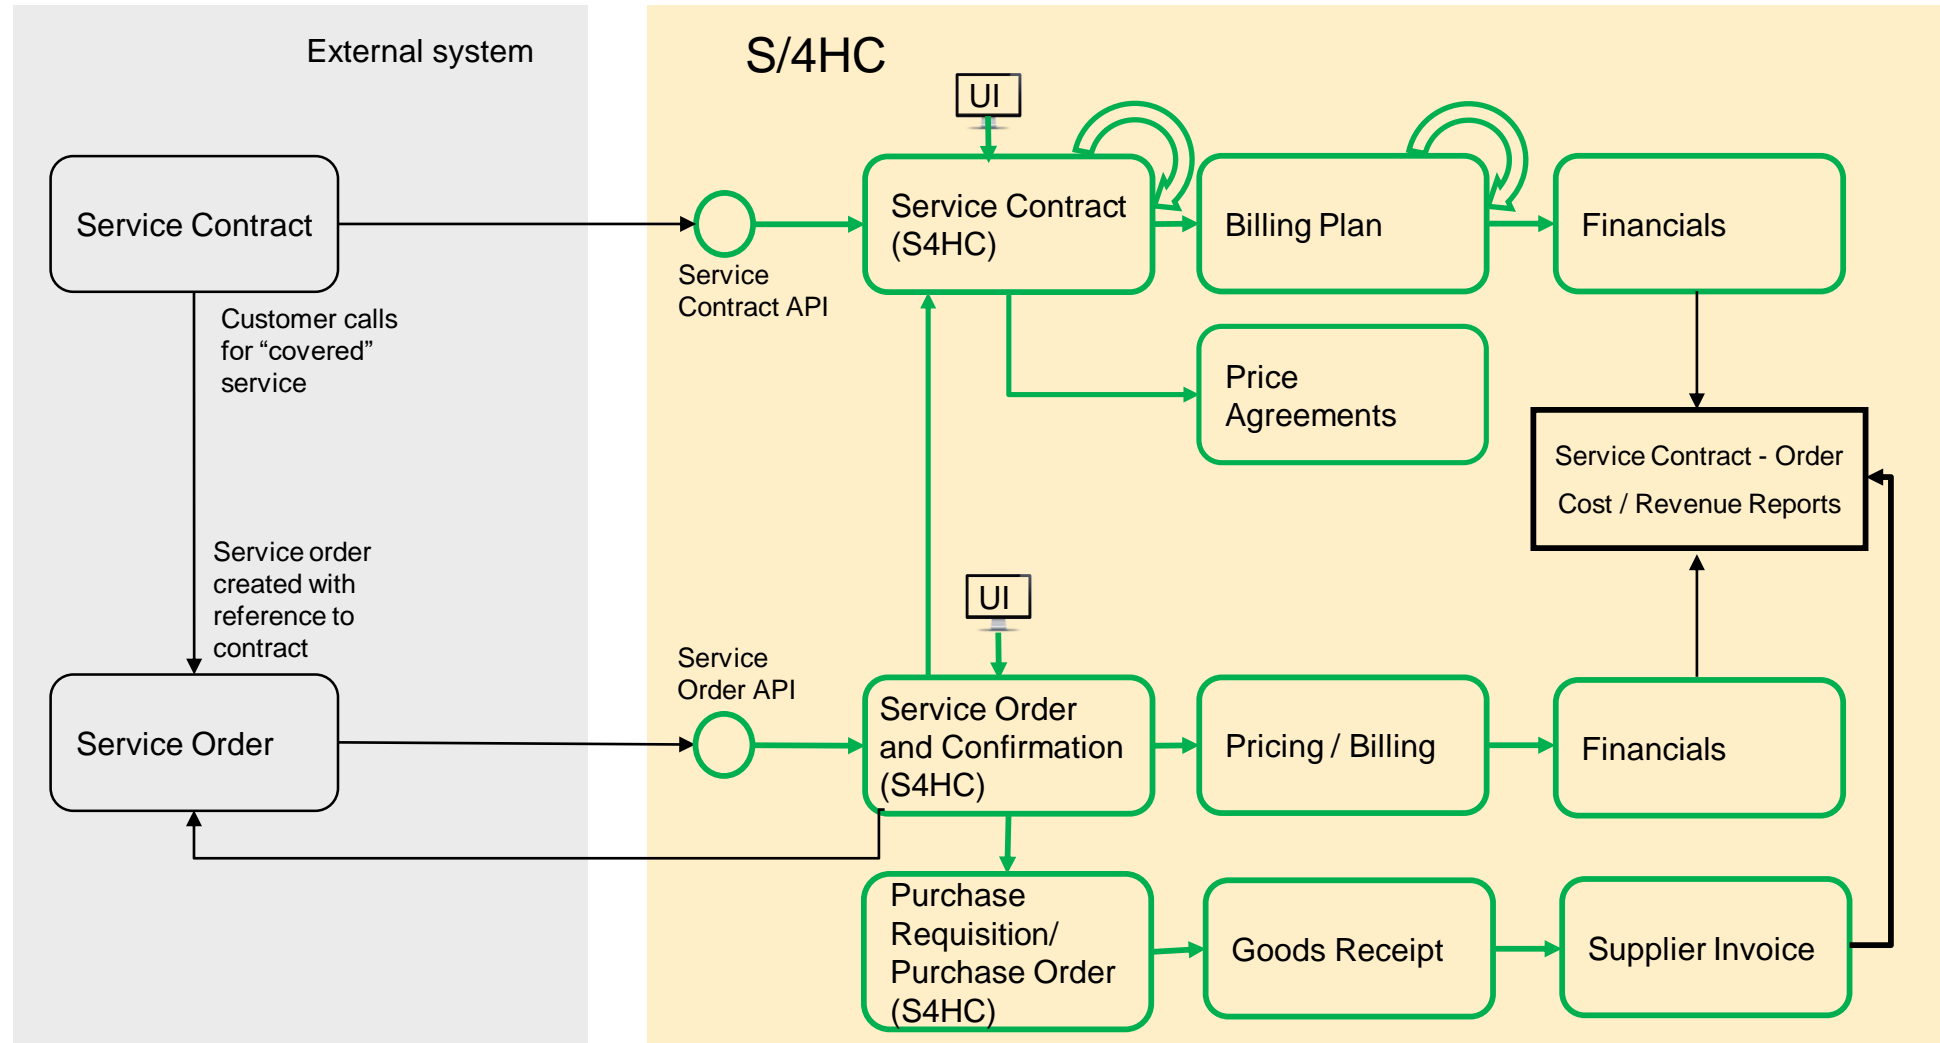 External system
S/4HC
UI
Service Contract
Service
Contract API
Service Contract
(S4HC)
Billing Plan
Financials
Customer calls
for “covered”
service
Price
Agreements
Service Contract - Order
Cost / Revenue Reports
Service order
created with
reference to
contract
UI
Service
Order API
Service Order
Service Order
and Confirmation
(S4HC)
Pricing / Billing
Financials
Purchase
Requisition/
Purchase Order
(S4HC)
Goods Receipt
Supplier Invoice